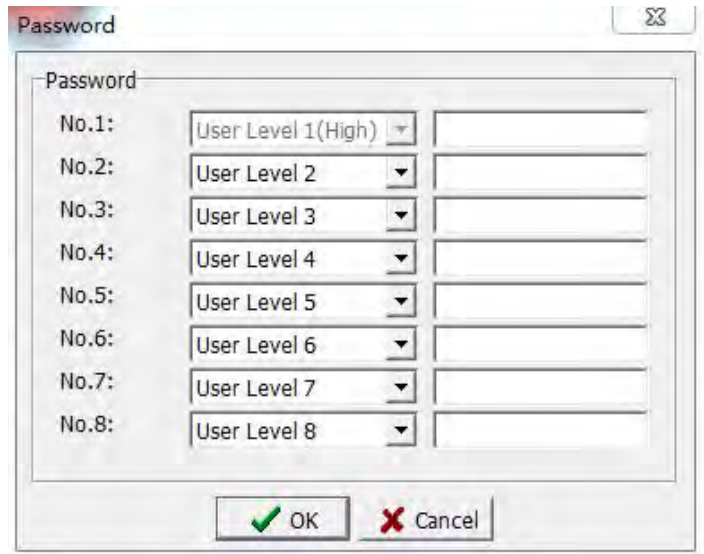 Password
Password
No.1: User Level 1(High)
No.2: User Level 2
No.3: User Level 3
No.4: User Level 4
No.5: User Level 5
No.6: User Level 6
No.7: User Level 7
No.8: User Level 8
OK Cancel